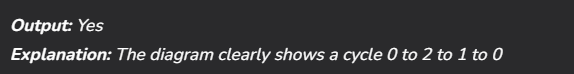 Output: Yes
Explanation: The diagram clearly shows a cycle 0 to 2 to 1 to 0